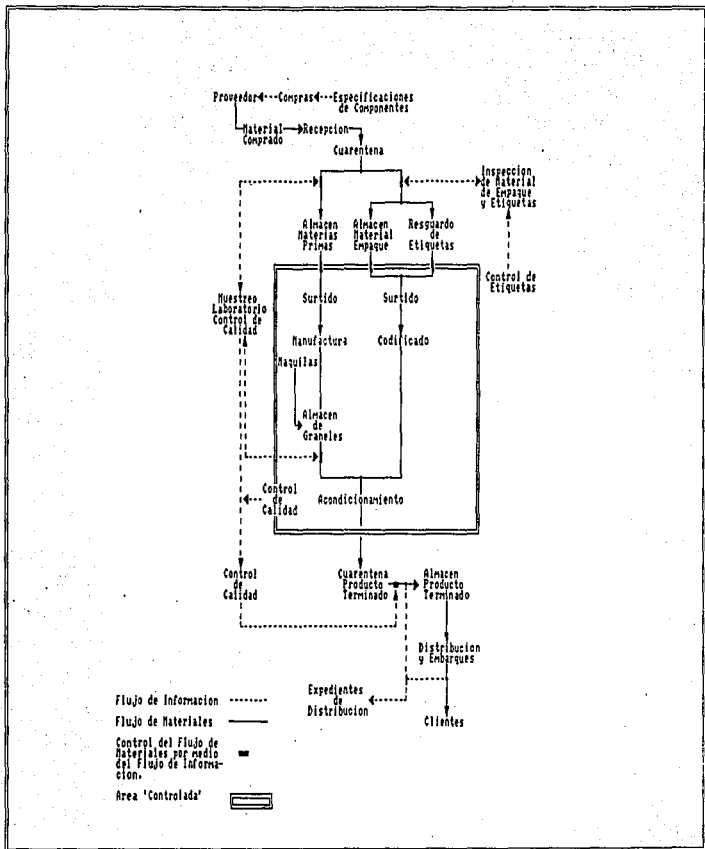 Proveedor Compras Especificaciones
de Componentes
Material Recepcion
Comprado
Cuarentena
Inspeccion
de Material
de Empaque
y Etiquetas
Almacen Almacen Resguardo
Materias Material de
Primas Empaque Etiquetas
Control de
Etiquetas
Muestreo
Laboratorio
Control de
Calidad
Surtido Surtido
Manufactura Codificado
Maquilas
Almacen
de
Graneles
Control
de
Calidad
Acondicionamiento
Control
de
Calidad
Cuarentena
Producto
Terminado
Almacen
Producto
Terminado
Distribucion
y Embarques
Expedientes
de
Distribucion
Clientes
Flujo de Informacion
Flujo de Materiales
Control del Flujo de
Materiales por medio
del Flujo de Informa-
cion.
Area 'Controlada'